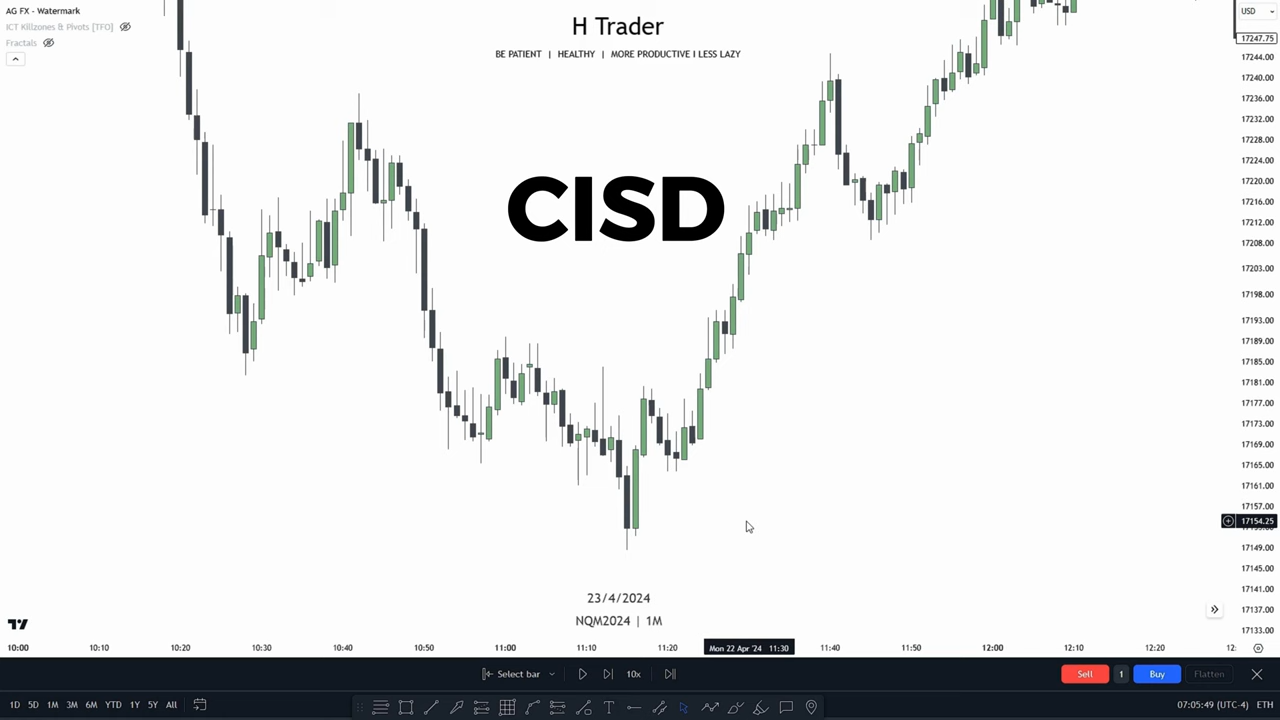 AG FX - Watermark
ICT Killzones & Pivots [TFO]
Fractals
H Trader
BE PATIENT | HEALTHY | MORE PRODUCTIVE I LESS LAZY
CISD
USD
17247.75
17244.00
17240.00
17236.00
17232.00
17228.00
17224.00
17220.00
17216.00
17212.00
17208.00
17203.00
17198.00
17193.00
17189.00
17185.00
17181.00
17177.00
17173.00
17169.00
17165.00
17161.00
17157.00
17154.25
17149.00
17145.00
17141.00
17137.00
17133.00
23/4/2024
NQM2024 | 1M
10:00 10:10 10:20 10:30 10:40 10:50 11:00 11:10 11:20 Mon 22 Apr '24 11:30 11:40 11:50 12:00 12:10 12:20 12:
Select bar 10x Sell 1 Buy Flatten
1D 5D 1M 3M 6M YTD 1Y 5Y All 07:05:49 (UTC-4) ETH